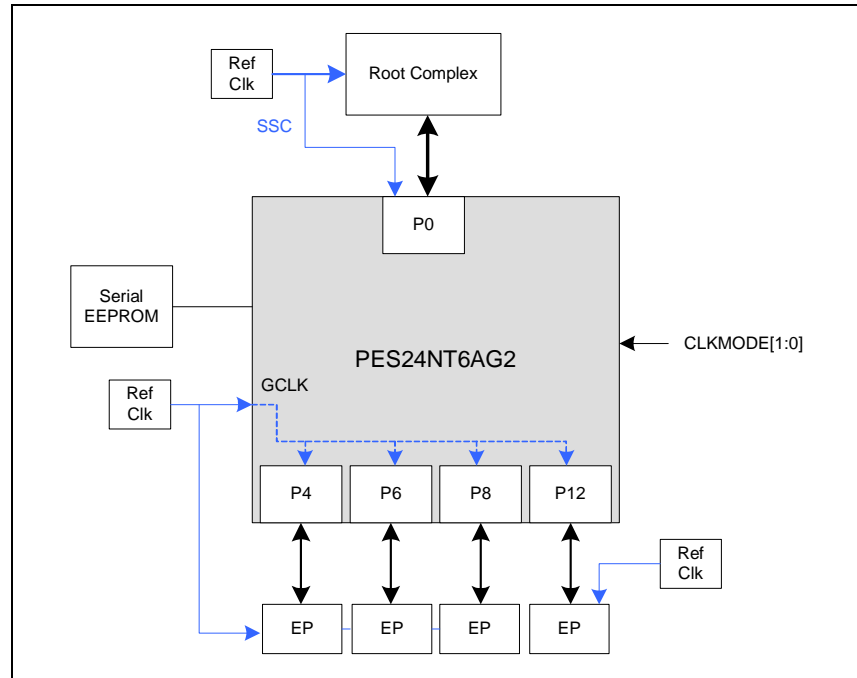 Ref
Clk
Root Complex
SSC
P0
Serial
EEPROM
PES24NT6AG2
CLKMODE[1:0]
GCLK
Ref
Clk
P4
P6
P8
P12
Ref
Clk
EP
EP
EP
EP